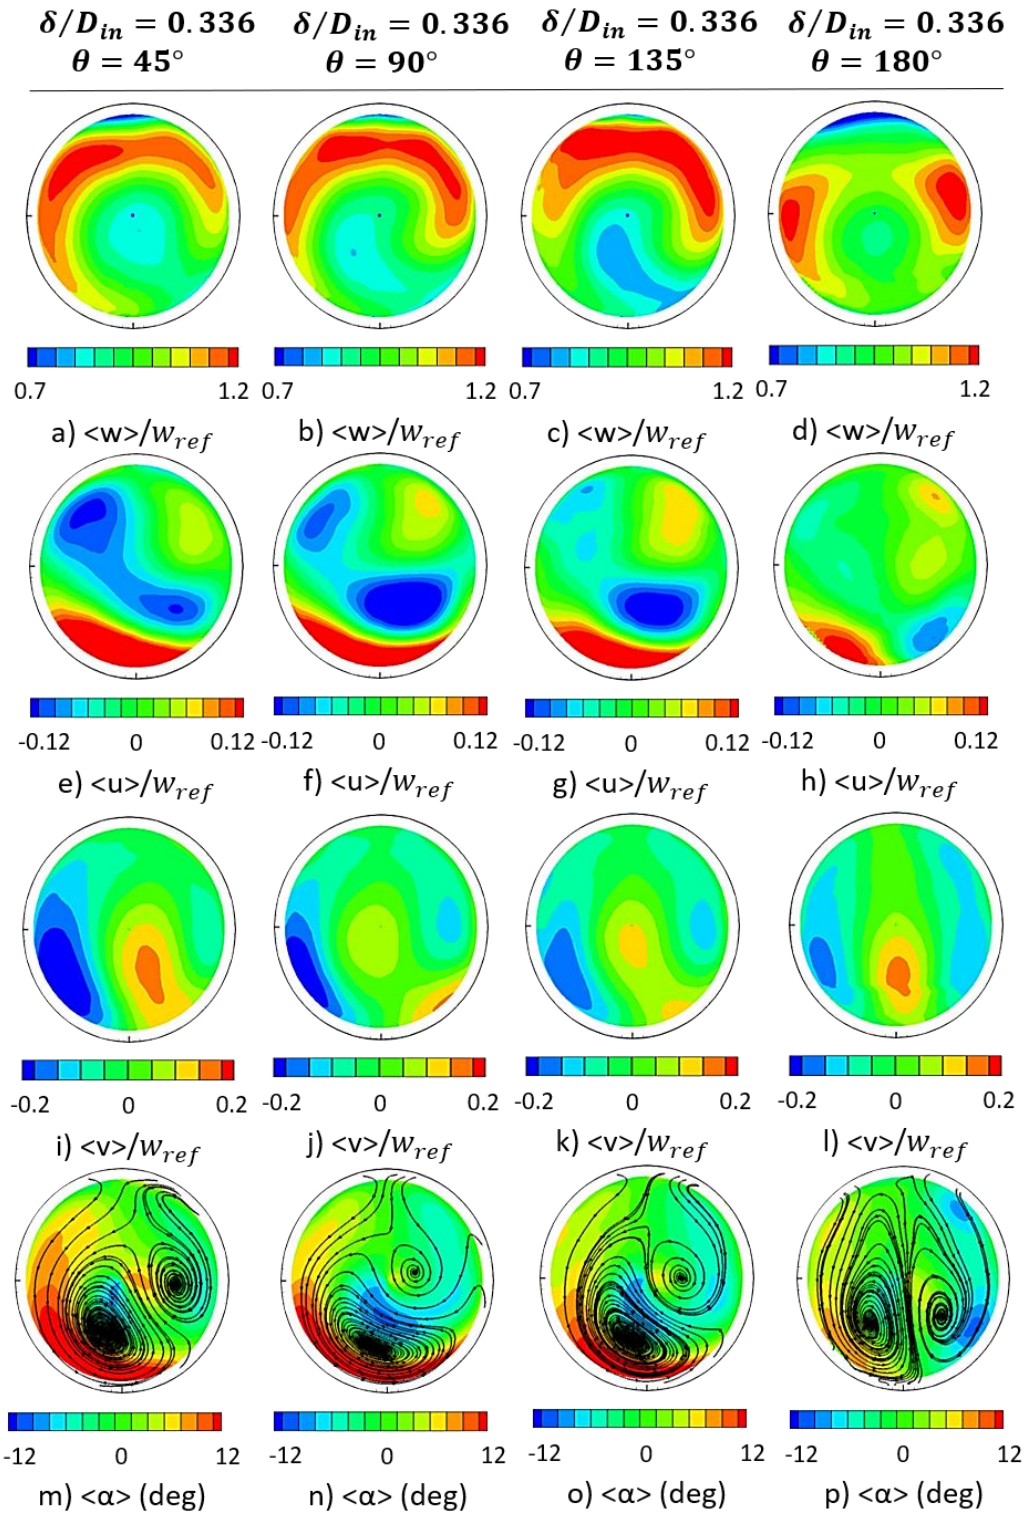 δ/D_in = 0.336 δ/D_in = 0.336 δ/D_in = 0.336 δ/D_in = 0.336
θ = 45° θ = 90° θ = 135° θ = 180°
0.7 1.2 0.7 1.2 0.7 1.2 0.7 1.2
a) <w>/w_ref b) <w>/w_ref c) <w>/w_ref d) <w>/w_ref
-0.12 0 0.12 -0.12 0 0.12 -0.12 0 0.12 -0.12 0 0.12
e) <u>/w_ref f) <u>/w_ref g) <u>/w_ref h) <u>/w_ref
-0.2 0 0.2 -0.2 0 0.2 -0.2 0 0.2 -0.2 0 0.2
i) <v>/w_ref j) <v>/w_ref k) <v>/w_ref l) <v>/w_ref
-12 0 12 -12 0 12 -12 0 12 -12 0 12
m) <α> (deg) n) <α> (deg) o) <α> (deg) p) <α> (deg)